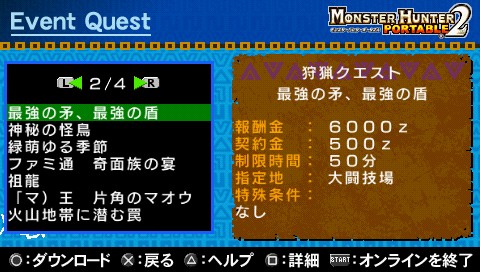 Event Quest
MONSTER HUNTER
PORTABLE 2
L 2/4 R
最強の矛、最強の盾
神秘の怪鳥
緑萌ゆる季節
ファミ通　奇面族の宴
祖龍
「マ）王　片角のマオウ
火山地帯に潜む罠
狩猟クエスト
最強の矛、最強の盾
報酬金　：　6000z
契約金　：　500z
制限時間：　50分
指定地　：　大闘技場
特殊条件：
なし
○:ダウンロード ×:戻る △:ヘルプ □:詳細 START:オンラインを終了